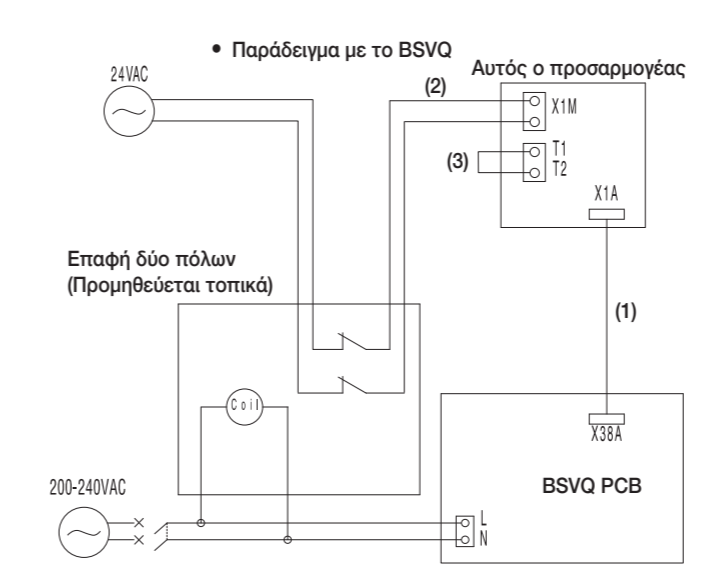 • Παράδειγμα με το BSVQ
24VAC
Αυτός ο προσαρμογέας
(2)
X1M
T1
(3)
T2
X1A
Επαφή δύο πόλων
(Προμηθεύεται τοπικά)
(1)
Coil
X38A
200-240VAC
BSVQ PCB
L
N